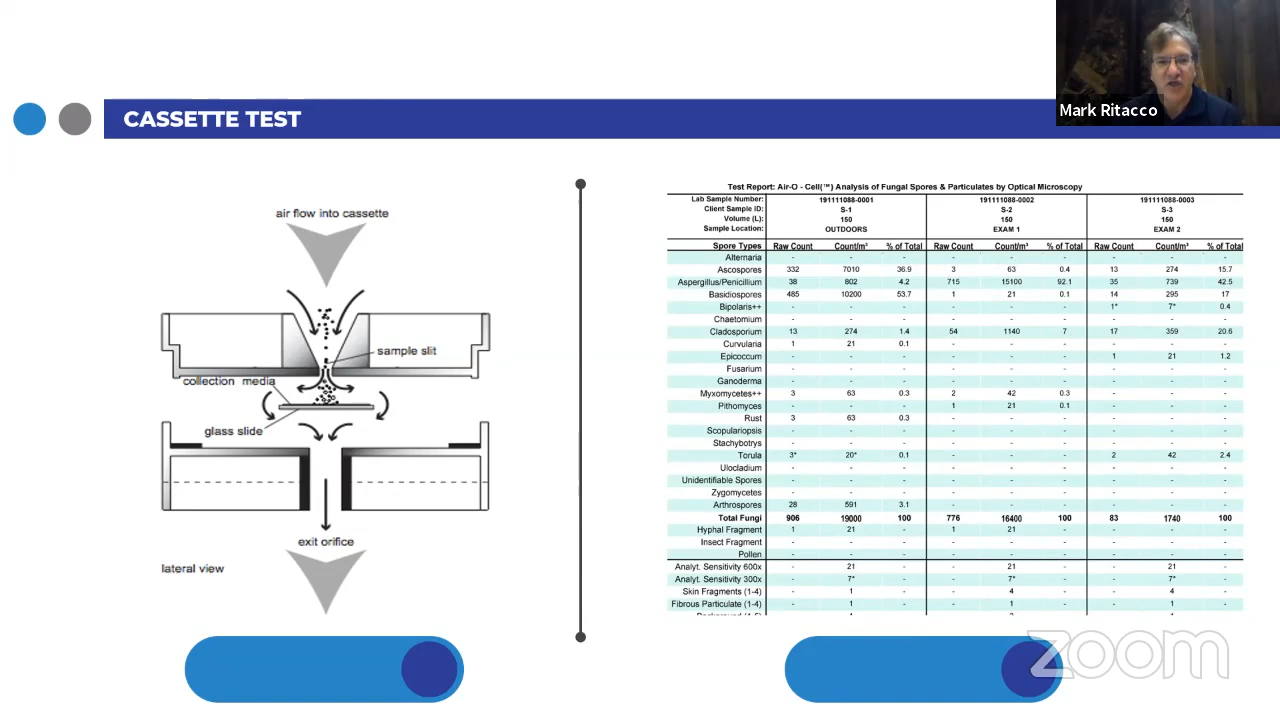 Mark Ritacco
CASSETTE TEST
air flow into cassette
sample slit
collection media
glass slide
exit orifice
lateral view
Test Report: Air-O - Cell(™) Analysis of Fungal Spores & Particulates by Optical Microscopy
Lab Sample Number: 191111088-0001 191111088-0002 191111088-0003
Client Sample ID: S-1 S-2 S-3
Volume (L): 150 150 150
Sample Location: OUTDOORS EXAM 1 EXAM 2
Spore Types Raw Count Count/m³ % of Total Raw Count Count/m³ % of Total Raw Count Count/m³ % of Total
Alternaria - - - - - - - - -
Ascospores 332 7010 36.9 3 63 0.4 13 274 15.7
Aspergillus/Penicillium 38 802 4.2 715 15100 92.1 35 739 42.5
Basidiospores 485 10200 53.7 1 21 0.1 14 295 17
Bipolaris++ - - - - - - 1* 7* 0.4
Chaetomium - - - - - - - - -
Cladosporium 13 274 1.4 54 1140 7 17 359 20.6
Curvularia 1 21 0.1 - - - - - -
Epicoccum - - - - - - 1 21 1.2
Fusarium - - - - - - - - -
Ganoderma - - - - - - - - -
Myxomycetes++ 3 63 0.3 2 42 0.3 - - -
Pithomyces - - - 1 21 0.1 - - -
Rust 3 63 0.3 - - - - - -
Scopulariopsis - - - - - - - - -
Stachybotrys - - - - - - - - -
Torula 3* 20* 0.1 - - - 2 42 2.4
Ulocladium - - - - - - - - -
Unidentifiable Spores - - - - - - - - -
Zygomycetes - - - - - - - - -
Arthrospores 28 591 3.1 - - - - - -
Total Fungi 906 19000 100 776 16400 100 83 1740 100
Hyphal Fragment 1 21 - 1 21 - - - -
Insect Fragment - - - - - - - - -
Pollen - - - - - - - - -
Analyt. Sensitivity 600x - 21 - - 21 - - 21 -
Analyt. Sensitivity 300x - 7* - - 7* - - 7* -
Skin Fragments (1-4) - 1 - - 4 - - 4 -
Fibrous Particulate (1-4) - 1 - - 1 - - 1 -
zoom